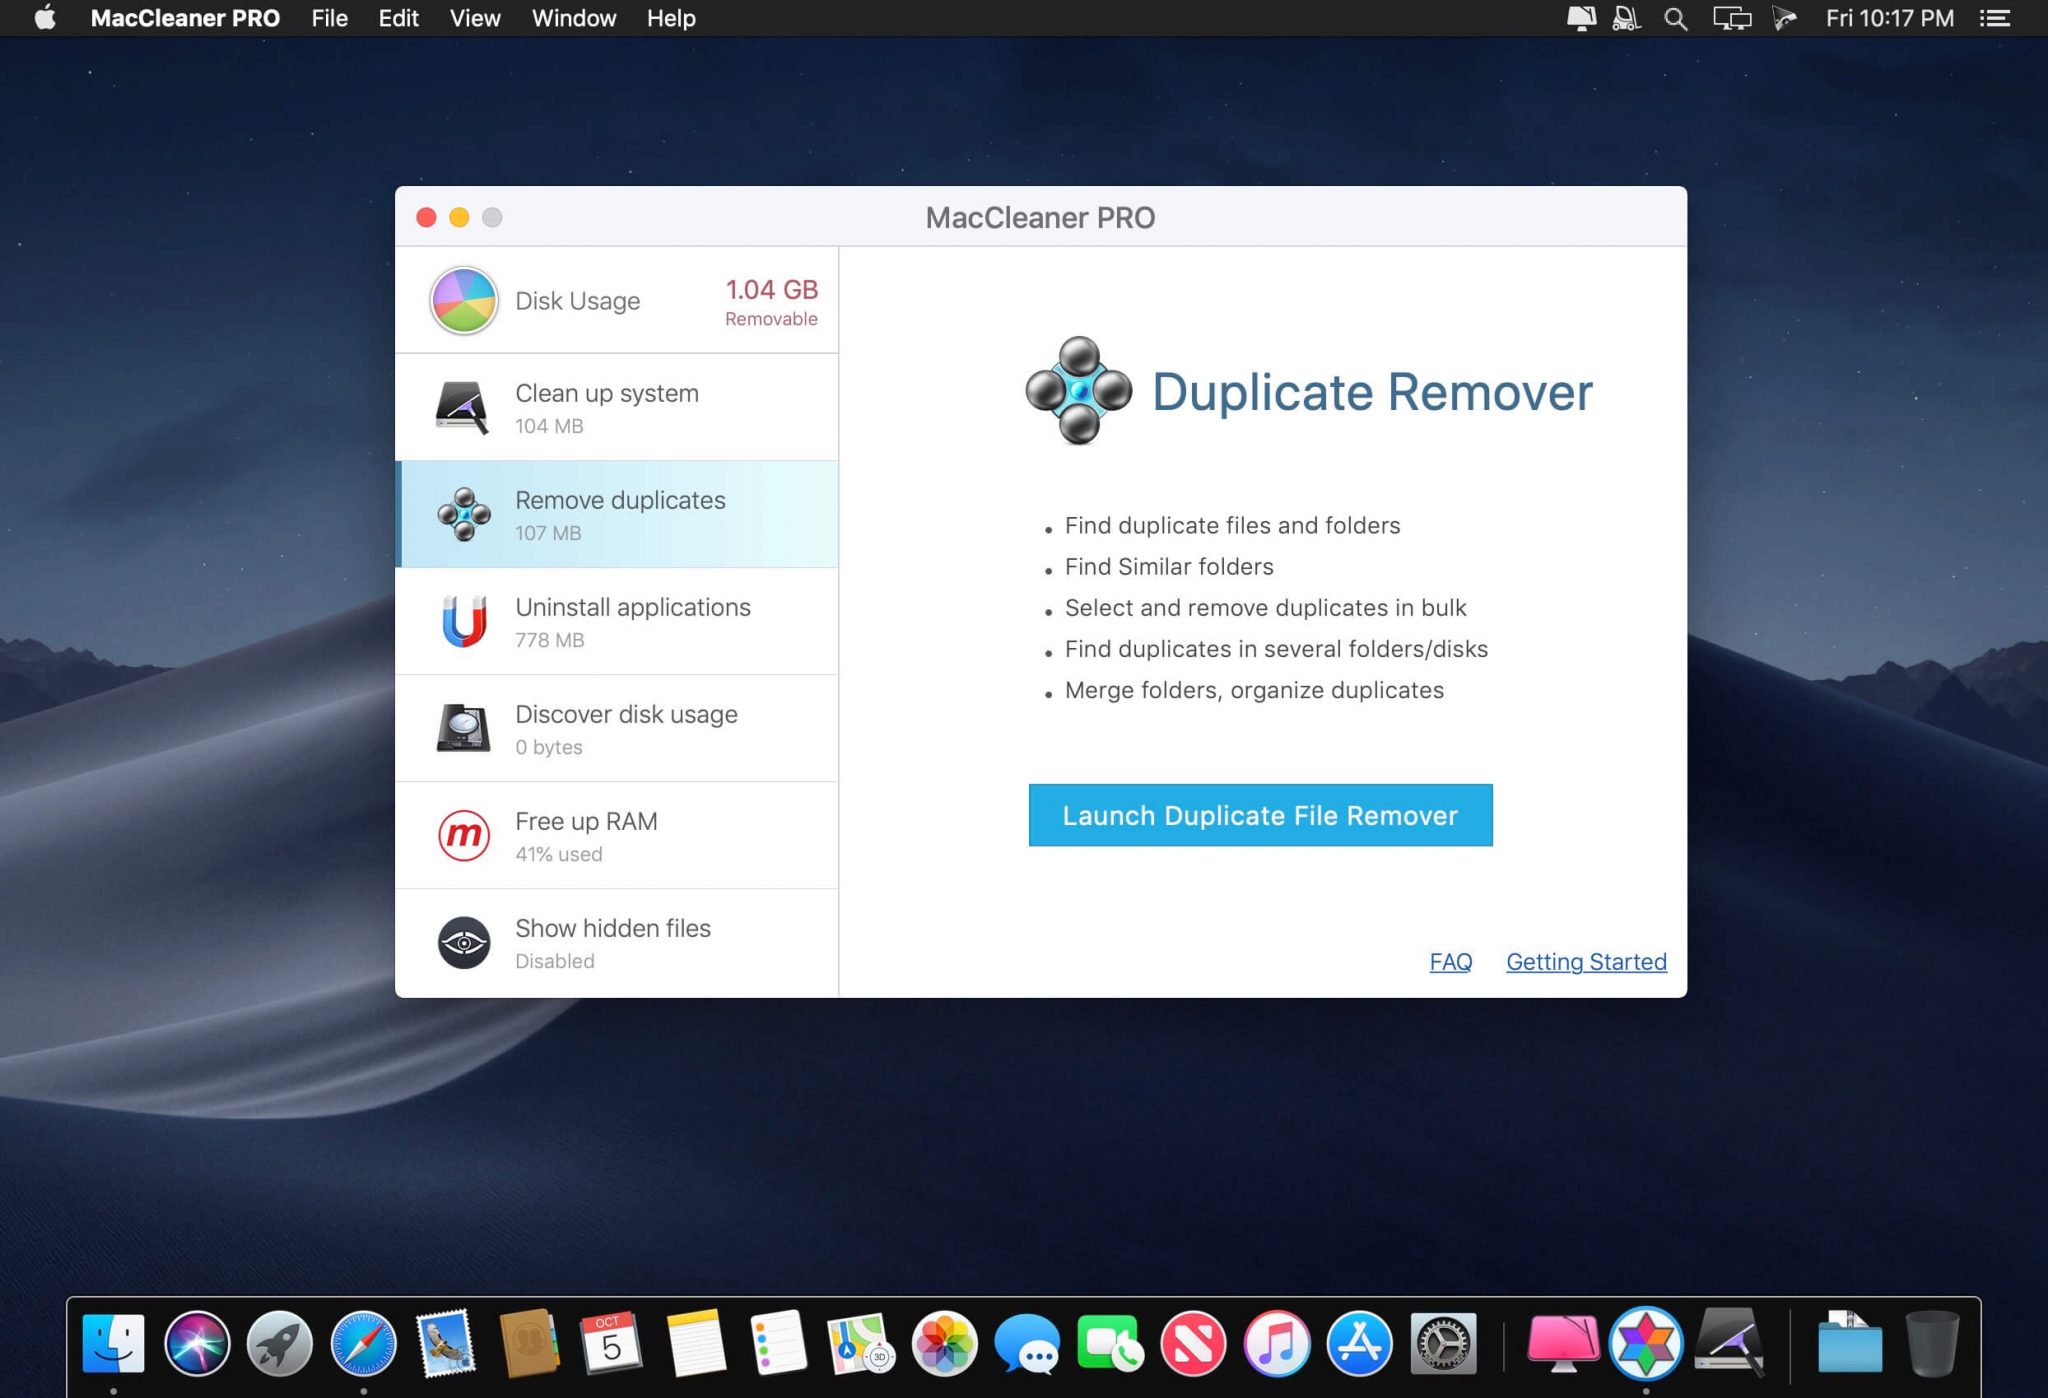 MacCleaner PRO File Edit View Window Help Fri 10:17 PM
MacCleaner PRO
Disk Usage
1.04 GB
Removable
Clean up system
104 MB
Remove duplicates
107 MB
Uninstall applications
778 MB
Discover disk usage
0 bytes
m
Free up RAM
41% used
Show hidden files
Disabled
Duplicate Remover
• Find duplicate files and folders
• Find Similar folders
• Select and remove duplicates in bulk
• Find duplicates in several folders/disks
• Merge folders, organize duplicates
Launch Duplicate File Remover
FAQ Getting Started
OCT
5
3D